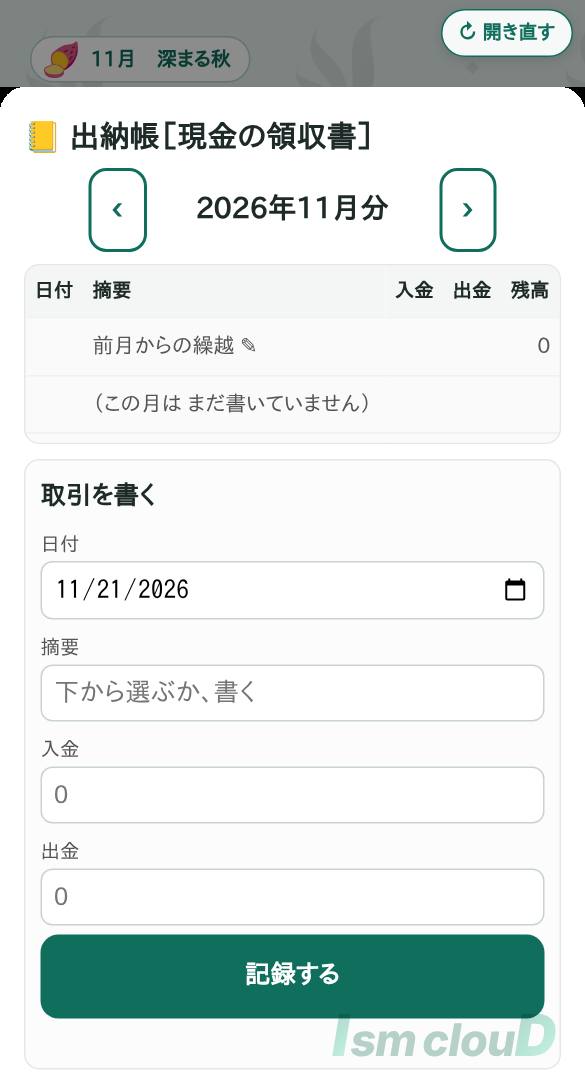 開き直す
11月 深まる秋
出納帳［現金の領収書］
‹ 2026年11月分 ›
日付 摘要 入金 出金 残高
前月からの繰越 ✎ 0
（この月は まだ書いていません）
取引を書く
日付
11/21/2026
摘要
下から選ぶか、書く
入金
0
出金
0
記録する
Ism clouD